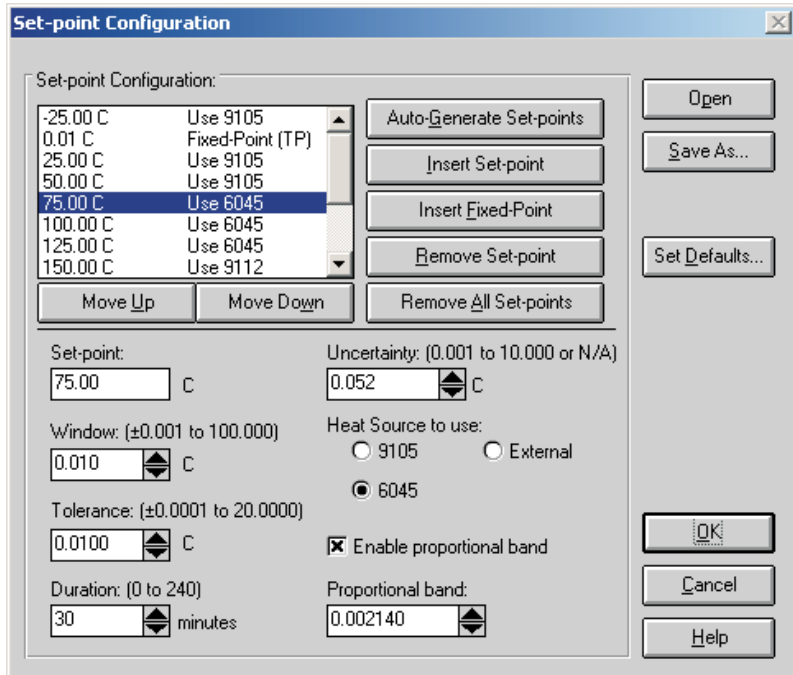 Set-point Configuration
Set-point Configuration:
-25.00 C Use 9105
0.01 C Fixed-Point (TP)
25.00 C Use 9105
50.00 C Use 9105
75.00 C Use 6045
100.00 C Use 6045
125.00 C Use 6045
150.00 C Use 9112
Auto-Generate Set-points
Insert Set-point
Insert Fixed-Point
Remove Set-point
Remove All Set-points
Move Up
Move Down
Open
Save As...
Set Defaults...
Set-point:
75.00 C
Uncertainty: (0.001 to 10.000 or N/A)
0.052 C
Window: (±0.001 to 100.000)
0.010 C
Heat Source to use:
9105
External
6045
Tolerance: (±0.0001 to 20.0000)
0.0100 C
Enable proportional band
Duration: (0 to 240)
30 minutes
Proportional band:
0.002140
OK
Cancel
Help